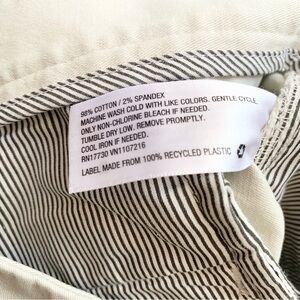 98% COTTON / 2% SPANDEX
MACHINE WASH COLD WITH LIKE COLORS. GENTLE CYCLE.
ONLY NON-CHLORINE BLEACH IF NEEDED.
TUMBLE DRY LOW. REMOVE PROMPTLY.
COOL IRON IF NEEDED.
RN17730 VN1107216
LABEL MADE FROM 100% RECYCLED PLASTIC